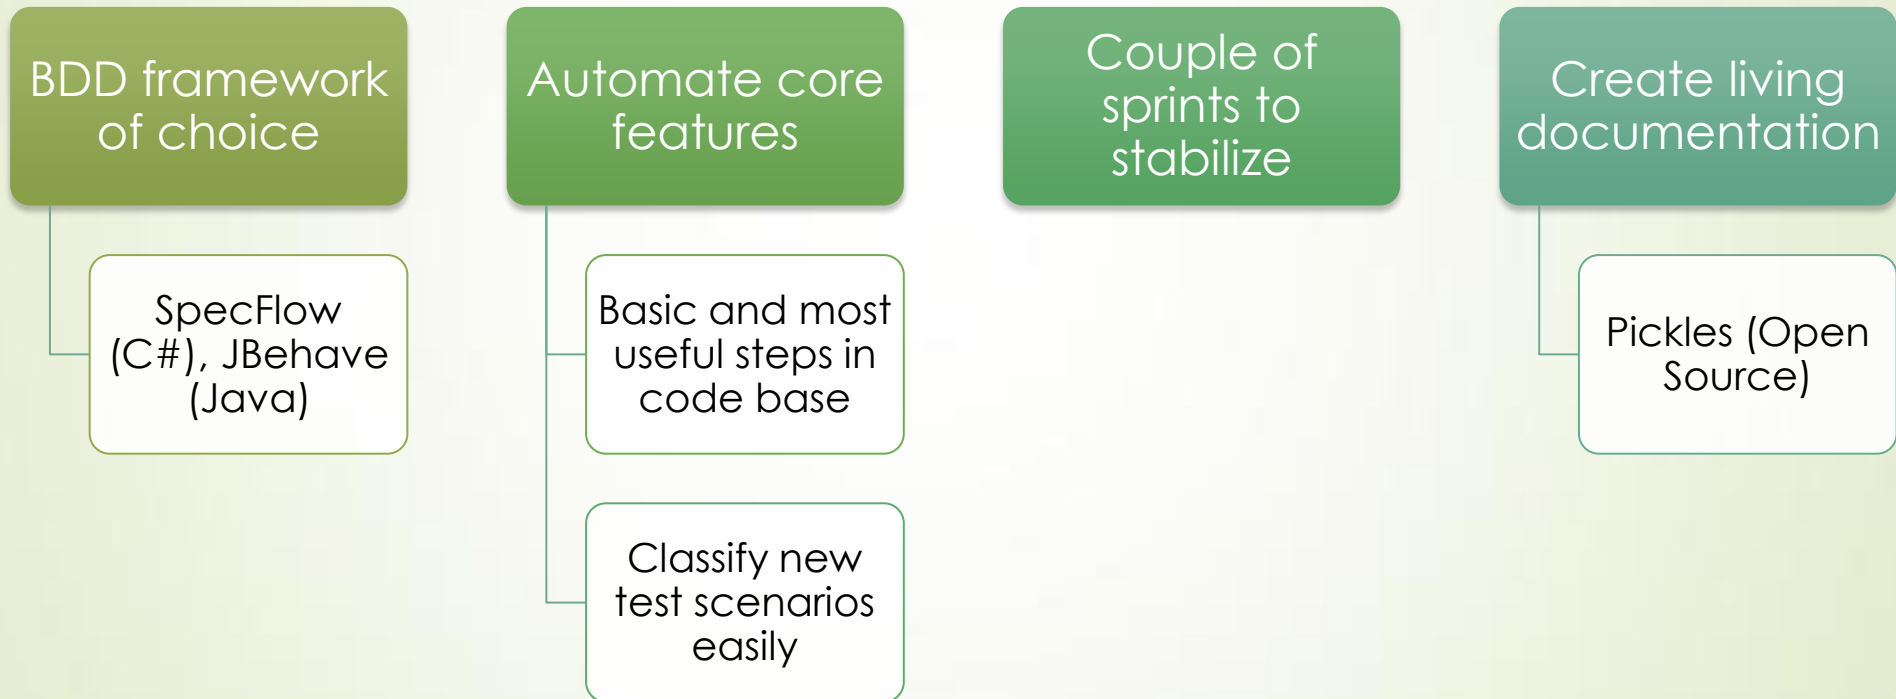 BDD framework
of choice
SpecFlow
(C#), JBehave
(Java)
Automate core
features
Basic and most
useful steps in
code base
Classify new
test scenarios
easily
Couple of
sprints to
stabilize
Create living
documentation
Pickles (Open
Source)